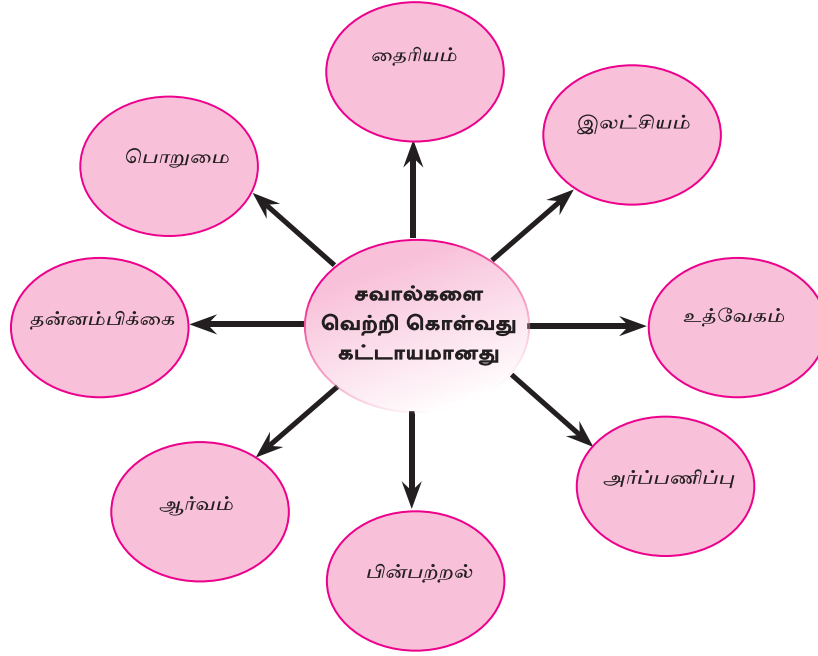 தைரியம்
இலட்சியம்
பொறுமை
சவால்களை
வெற்றி கொள்வது
கட்டாயமானது
தன்னம்பிக்கை
உத்வேகம்
அர்ப்பணிப்பு
ஆர்வம்
பின்பற்றல்